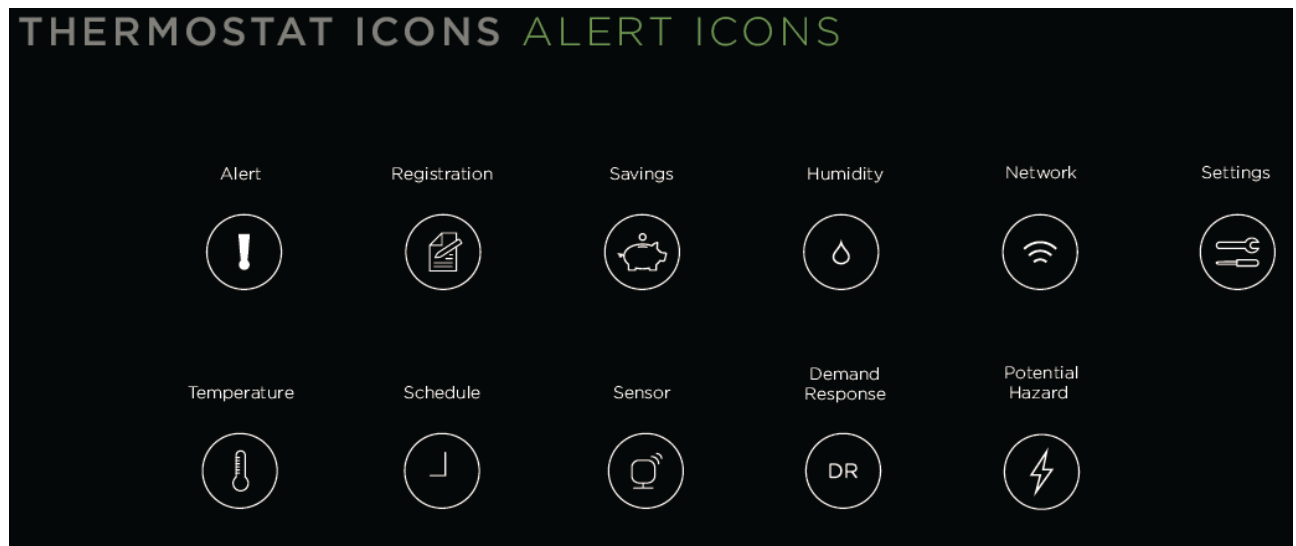 THERMOSTAT ICONS ALERT ICONS
Alert
Registration
Savings
Humidity
Network
Settings
Temperature
Schedule
Sensor
Demand
Response
Potential
Hazard
DR